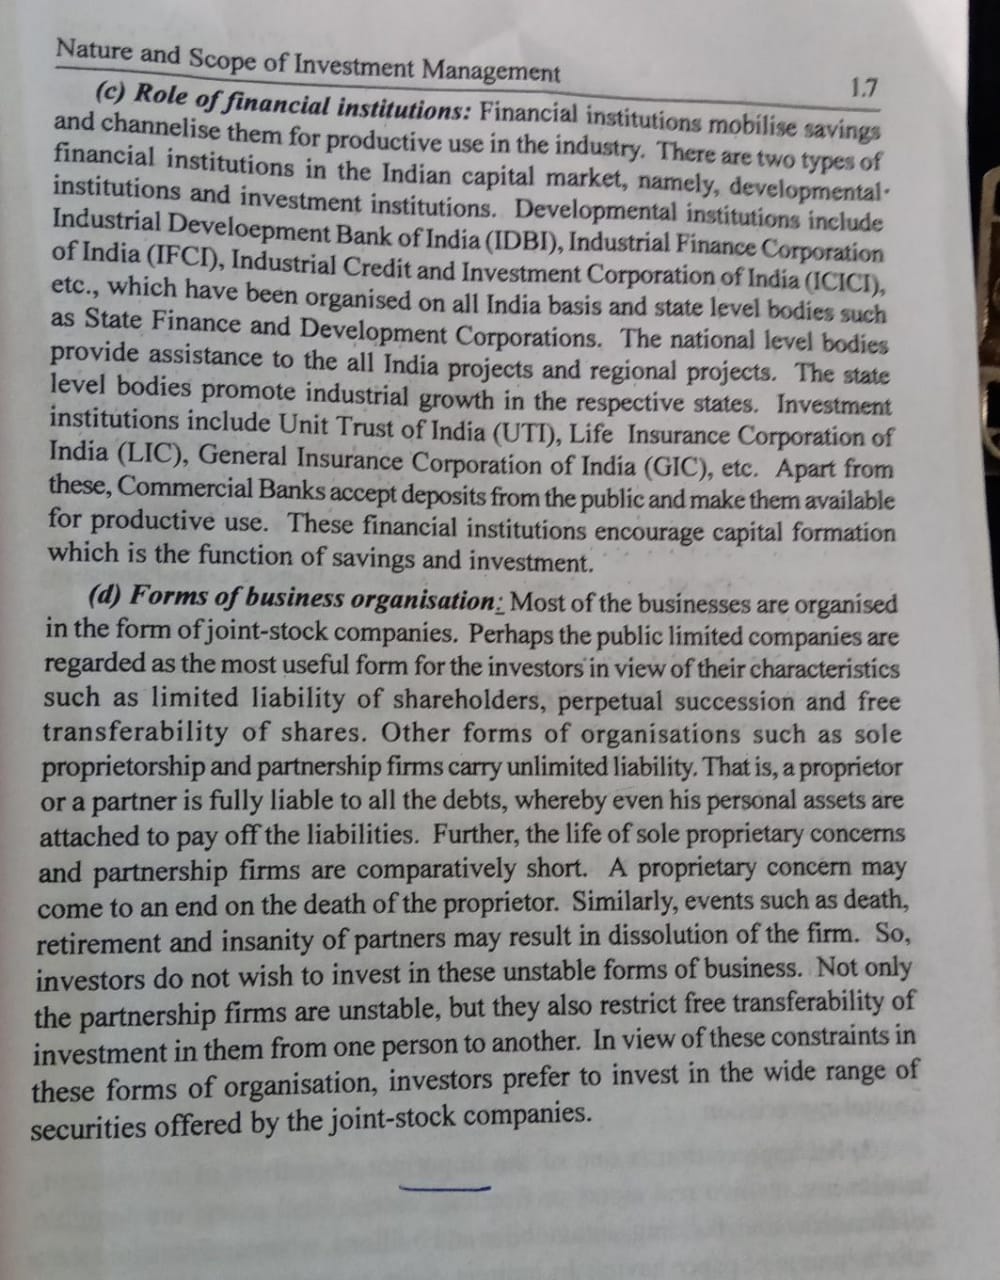 Nature and Scope of Investment Management 1.7
(c) Role of financial institutions: Financial institutions mobilise savings
and channelise them for productive use in the industry. There are two types of
financial institutions in the Indian capital market, namely, developmental-
institutions and investment institutions. Developmental institutions include
Industrial Develoepment Bank of India (IDBI), Industrial Finance Corporation
of India (IFCI), Industrial Credit and Investment Corporation of India (ICICI),
etc., which have been organised on all India basis and state level bodies such
as State Finance and Development Corporations. The national level bodies
provide assistance to the all India projects and regional projects. The state
level bodies promote industrial growth in the respective states. Investment
institutions include Unit Trust of India (UTI), Life Insurance Corporation of
India (LIC), General Insurance Corporation of India (GIC), etc. Apart from
these, Commercial Banks accept deposits from the public and make them available
for productive use. These financial institutions encourage capital formation
which is the function of savings and investment.
(d) Forms of business organisation: Most of the businesses are organised
in the form of joint-stock companies. Perhaps the public limited companies are
regarded as the most useful form for the investors in view of their characteristics
such as limited liability of shareholders, perpetual succession and free
transferability of shares. Other forms of organisations such as sole
proprietorship and partnership firms carry unlimited liability. That is, a proprietor
or a partner is fully liable to all the debts, whereby even his personal assets are
attached to pay off the liabilities. Further, the life of sole proprietary concerns
and partnership firms are comparatively short. A proprietary concern may
come to an end on the death of the proprietor. Similarly, events such as death,
retirement and insanity of partners may result in dissolution of the firm. So,
investors do not wish to invest in these unstable forms of business. Not only
the partnership firms are unstable, but they also restrict free transferability of
investment in them from one person to another. In view of these constraints in
these forms of organisation, investors prefer to invest in the wide range of
securities offered by the joint-stock companies.